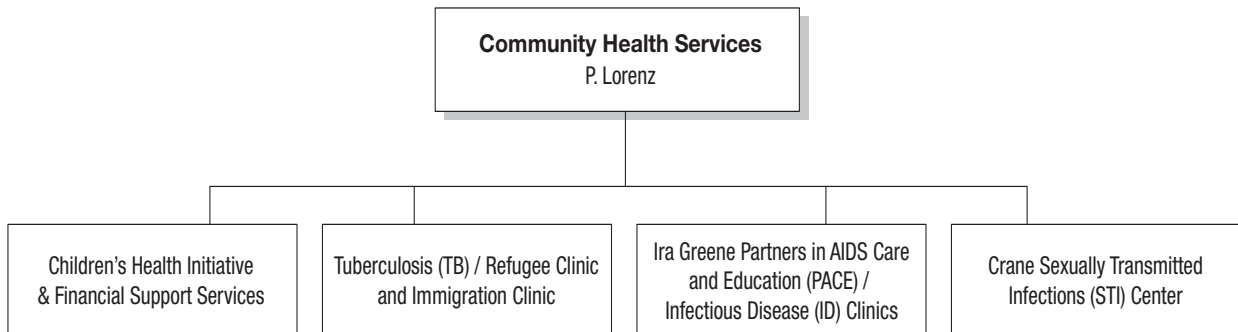 Community Health Services
P. Lorenz
Children’s Health Initiative
& Financial Support Services
Tuberculosis (TB) / Refugee Clinic
and Immigration Clinic
Ira Greene Partners in AIDS Care
and Education (PACE) /
Infectious Disease (ID) Clinics
Crane Sexually Transmitted
Infections (STI) Center